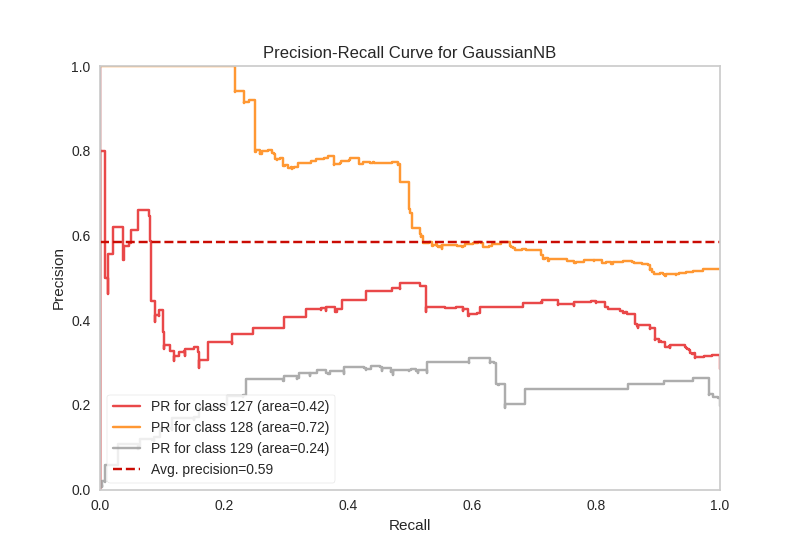 Precision-Recall Curve for GaussianNB
1.0
0.8
0.6
0.4
0.2
0.0
Precision
PR for class 127 (area=0.42)
PR for class 128 (area=0.72)
PR for class 129 (area=0.24)
Avg. precision=0.59
0.0 0.2 0.4 0.6 0.8 1.0
Recall